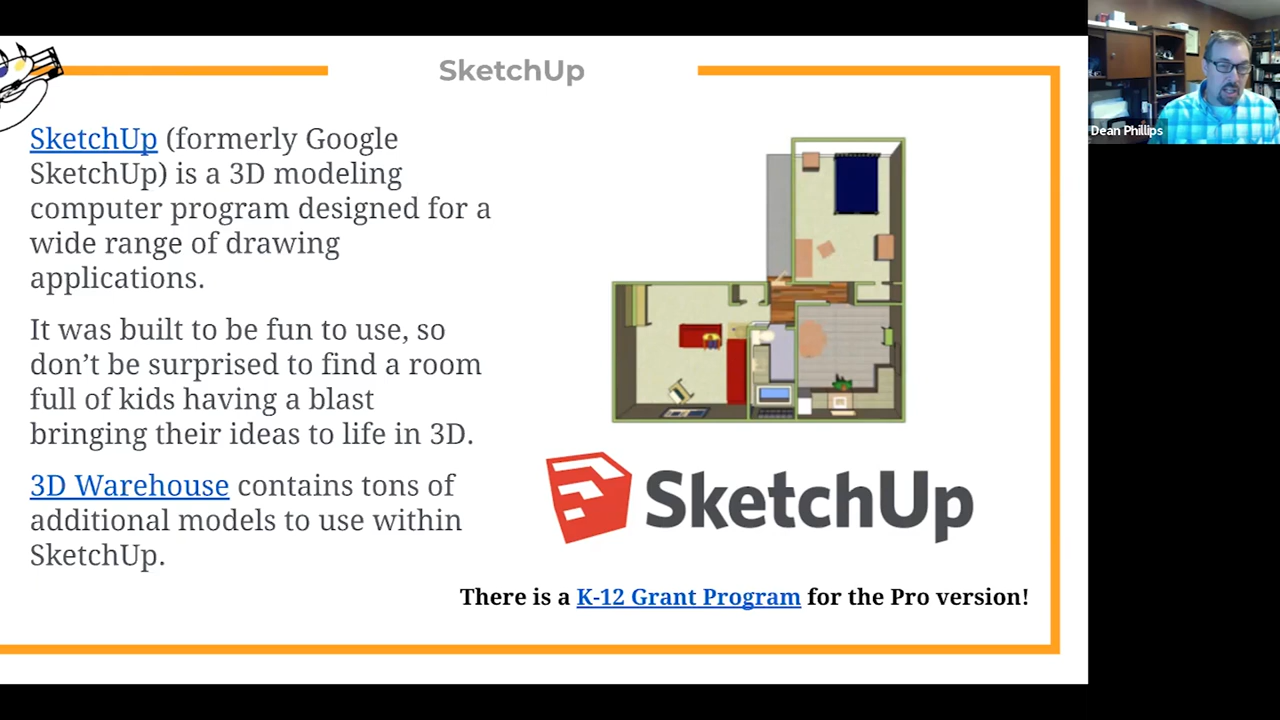 SketchUp
SketchUp (formerly Google
SketchUp) is a 3D modeling
computer program designed for a
wide range of drawing
applications.
It was built to be fun to use, so
don’t be surprised to find a room
full of kids having a blast
bringing their ideas to life in 3D.
3D Warehouse contains tons of
additional models to use within
SketchUp.
SketchUp
There is a K-12 Grant Program for the Pro version!
Dean Phillips